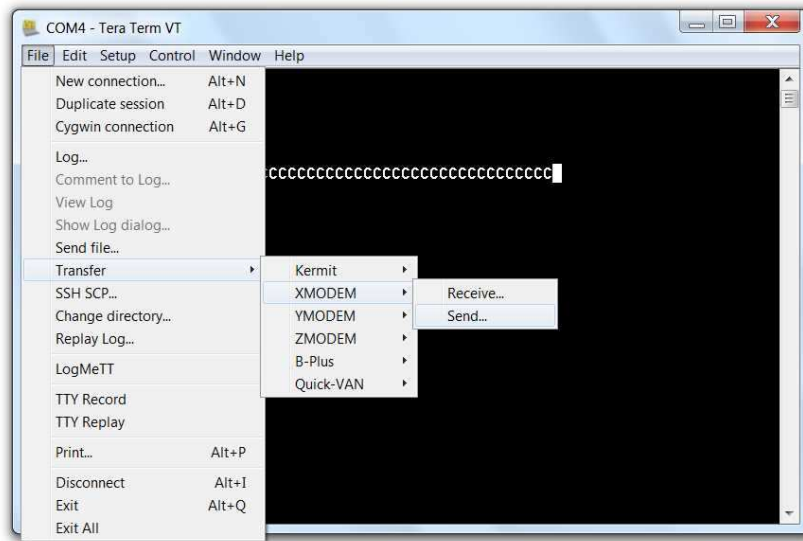 COM4 - Tera Term VT
File Edit Setup Control Window Help
New connection... Alt+N
Duplicate session Alt+D
Cygwin connection Alt+G
Log...
Comment to Log...
View Log
Show Log dialog...
Send file...
Transfer
SSH SCP...
Change directory...
Replay Log...
LogMeTT
TTY Record
TTY Replay
Print... Alt+P
Disconnect Alt+I
Exit Alt+Q
Exit All
Kermit
XMODEM
YMODEM
ZMODEM
B-Plus
Quick-VAN
Receive...
Send...